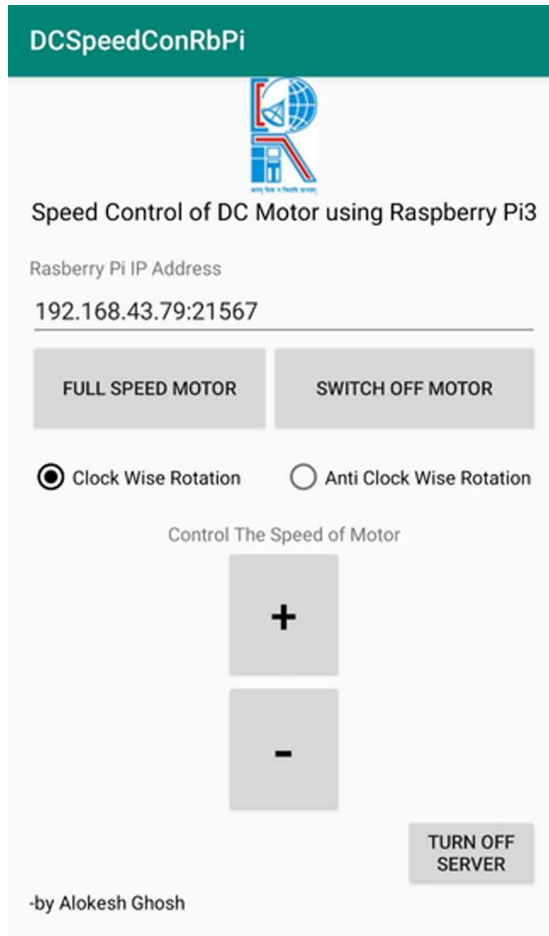 DCSpeedConRbPi
Speed Control of DC Motor using Raspberry Pi3
Rasberry Pi IP Address
192.168.43.79:21567
FULL SPEED MOTOR
SWITCH OFF MOTOR
Clock Wise Rotation
Anti Clock Wise Rotation
Control The Speed of Motor
+
-
TURN OFF
SERVER
-by Alokesh Ghosh